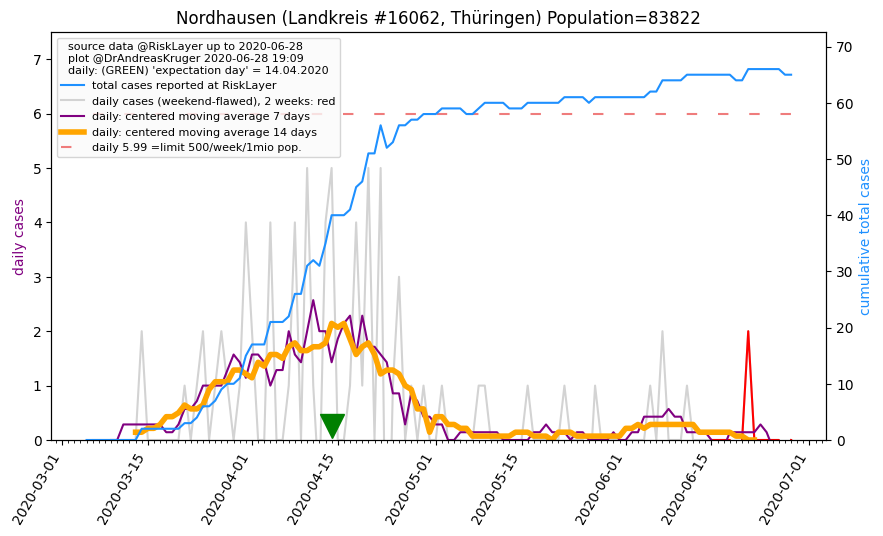 Nordhausen (Landkreis #16062, Thüringen) Population=83822
source data @RiskLayer up to 2020-06-28
plot @DrAndreasKruger 2020-06-28 19:09
daily: (GREEN) 'expectation day' = 14.04.2020
total cases reported at RiskLayer
daily cases (weekend-flawed), 2 weeks: red
daily: centered moving average 7 days
daily: centered moving average 14 days
daily 5.99 =limit 500/week/1mio pop.
daily cases
7
6
5
4
3
2
1
0
70
60
50
40
30
20
10
0
cumulative total cases
2020-03-01
2020-03-15
2020-04-01
2020-04-15
2020-05-01
2020-05-15
2020-06-01
2020-06-15
2020-07-01